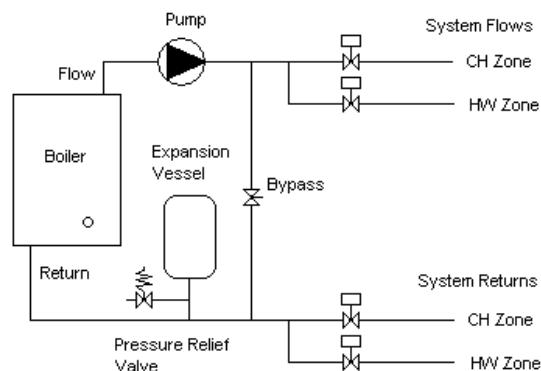 Pump
System Flows
Flow
CH Zone
HW Zone
Boiler
Expansion
Vessel
Bypass
Return
System Returns
CH Zone
Pressure Relief
Valve
HW Zone